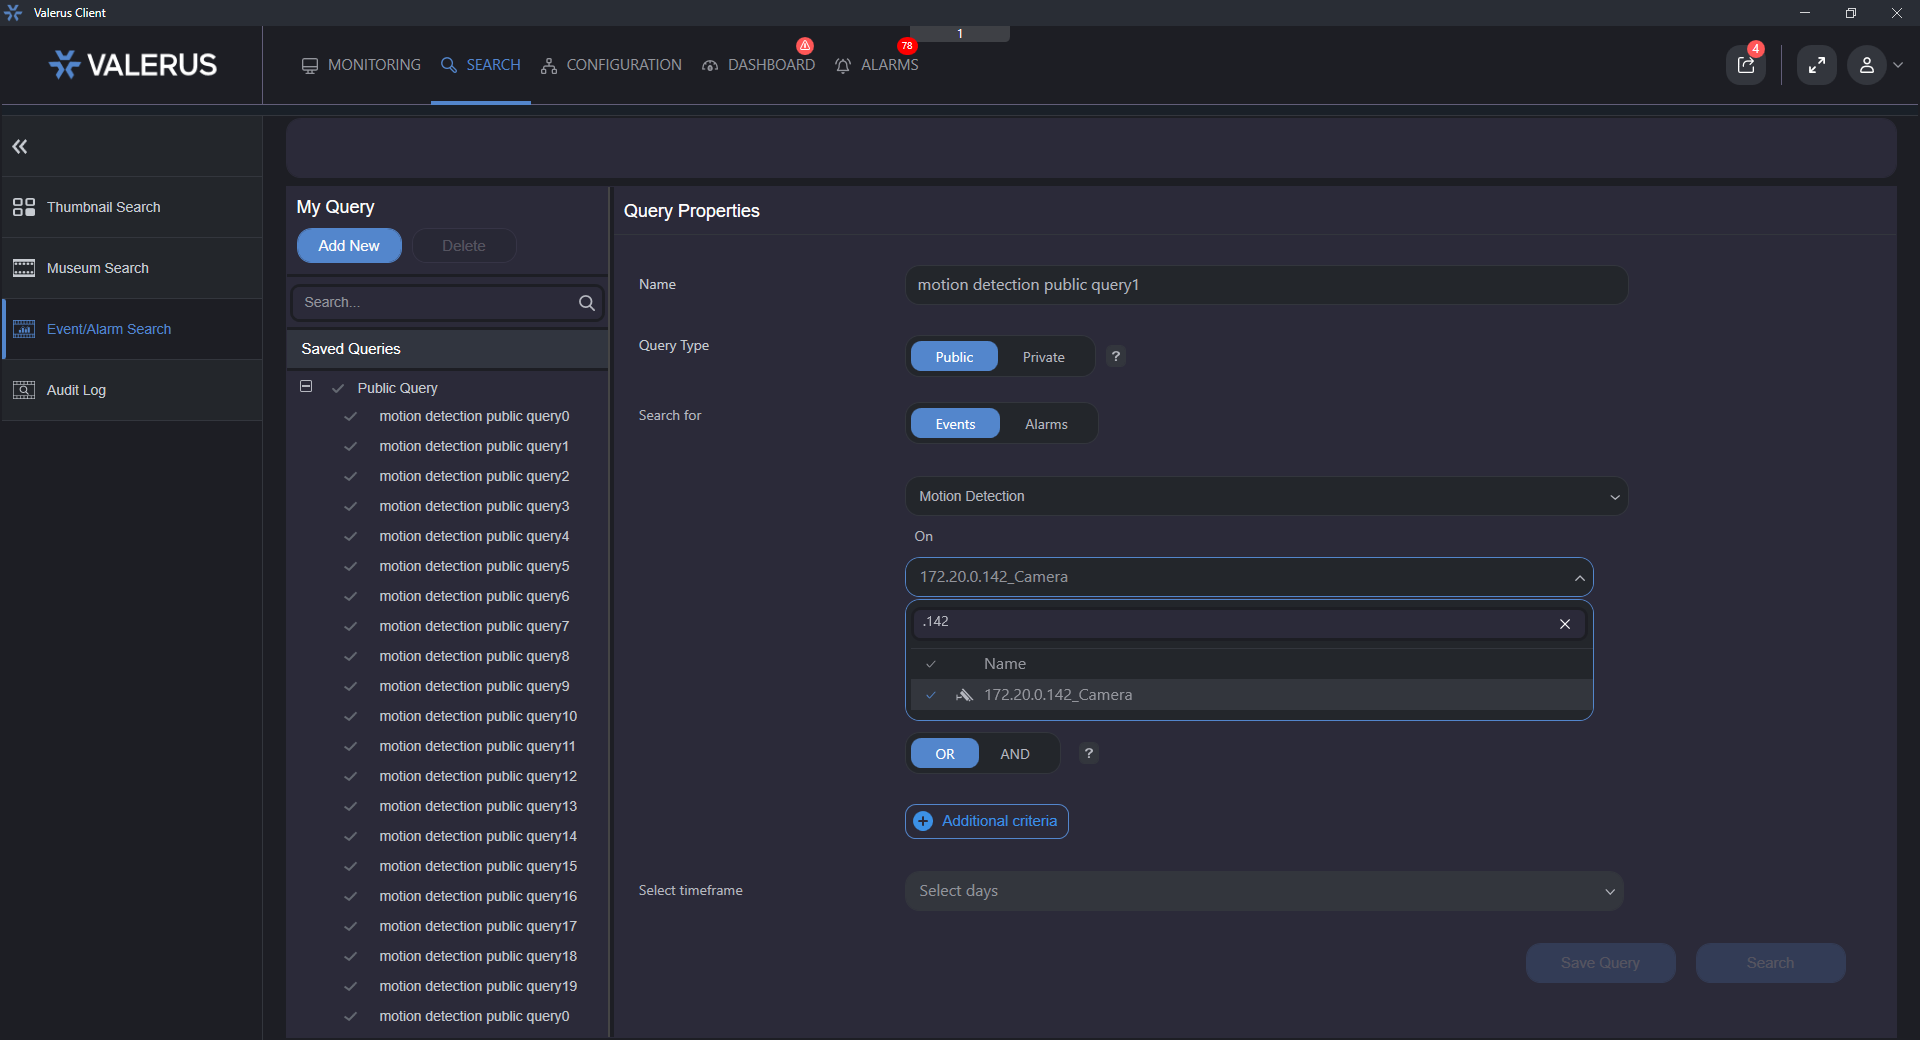 Valerus Client
VALERUS
MONITORING
SEARCH
CONFIGURATION
DASHBOARD
78
ALARMS
1
4
Thumbnail Search
Museum Search
Event/Alarm Search
Audit Log
My Query
Add New
Delete
Search...
Saved Queries
Public Query
motion detection public query0
motion detection public query1
motion detection public query2
motion detection public query3
motion detection public query4
motion detection public query5
motion detection public query6
motion detection public query7
motion detection public query8
motion detection public query9
motion detection public query10
motion detection public query11
motion detection public query12
motion detection public query13
motion detection public query14
motion detection public query15
motion detection public query16
motion detection public query17
motion detection public query18
motion detection public query19
motion detection public query0
Query Properties
Name
motion detection public query1
Query Type
Public
Private
?
Search for
Events
Alarms
Motion Detection
On
172.20.0.142_Camera
.142
Name
172.20.0.142_Camera
OR
AND
?
Additional criteria
Select timeframe
Select days
Save Query
Search